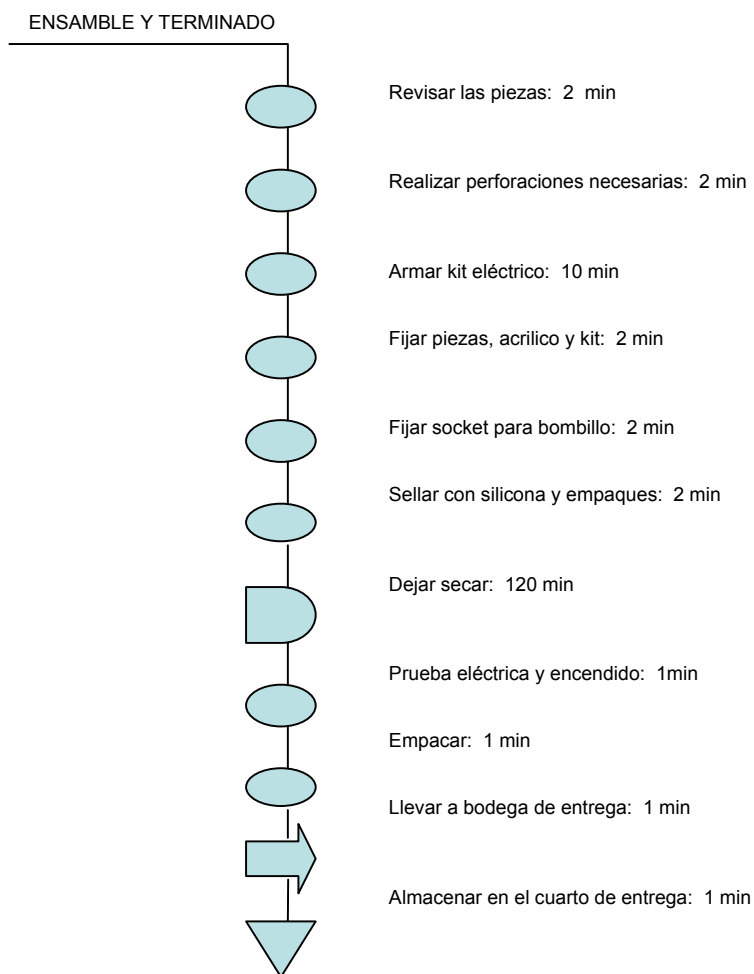 ENSAMBLE Y TERMINADO
Revisar las piezas: 2 min
Realizar perforaciones necesarias: 2 min
Armar kit eléctrico: 10 min
Fijar piezas, acrilico y kit: 2 min
Fijar socket para bombillo: 2 min
Sellar con silicona y empaques: 2 min
Dejar secar: 120 min
Prueba eléctrica y encendido: 1min
Empacar: 1 min
Llevar a bodega de entrega: 1 min
Almacenar en el cuarto de entrega: 1 min